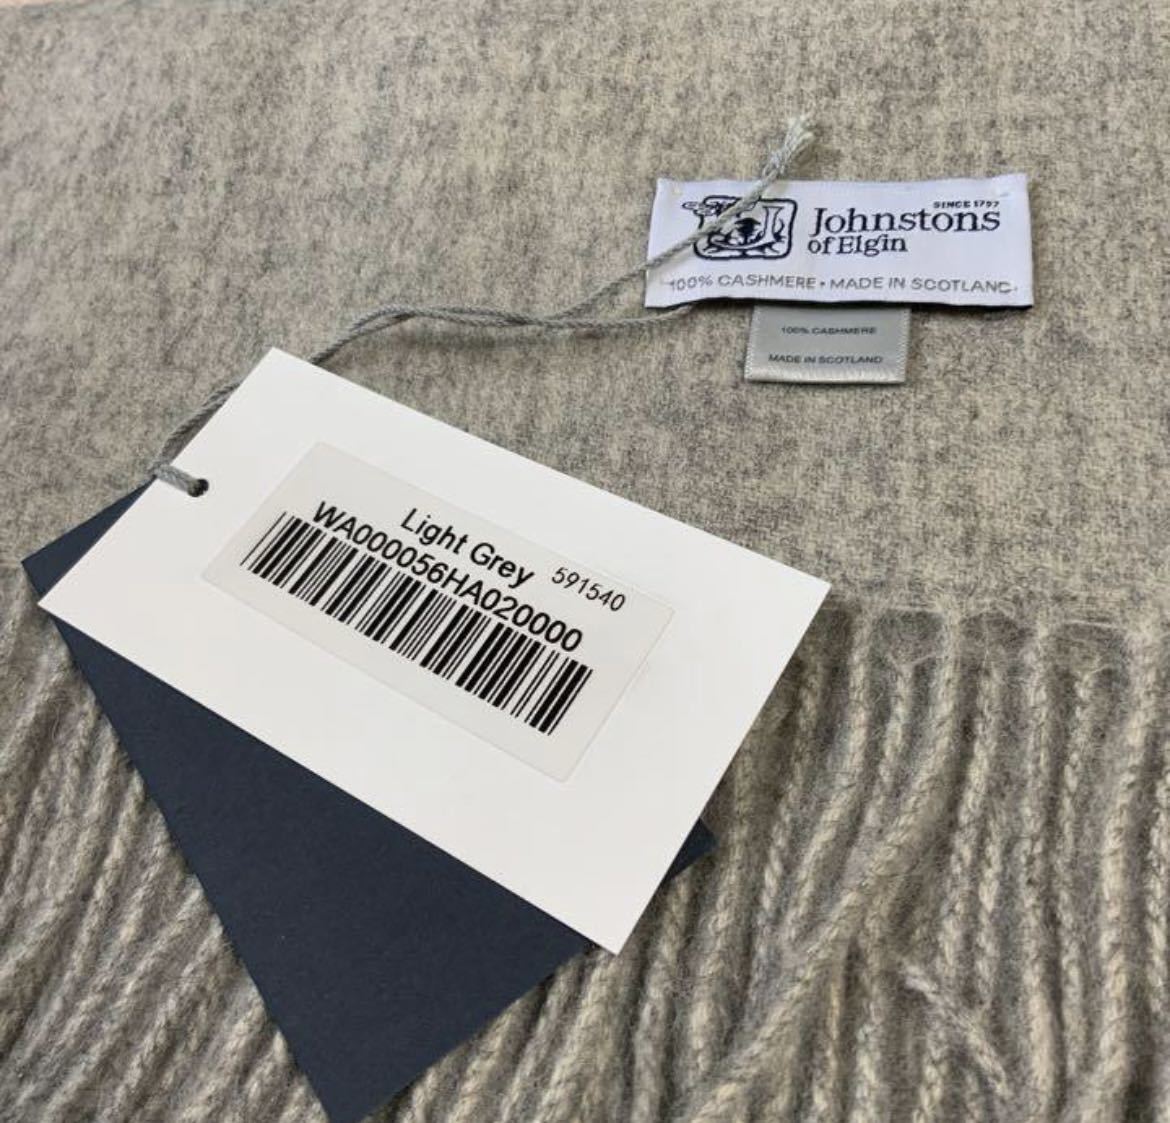 SINCE 1797
Johnstons
of Elgin
100% CASHMERE • MADE IN SCOTLAND
100% CASHMERE
MADE IN SCOTLAND
Light Grey 591540
WA000056HA020000